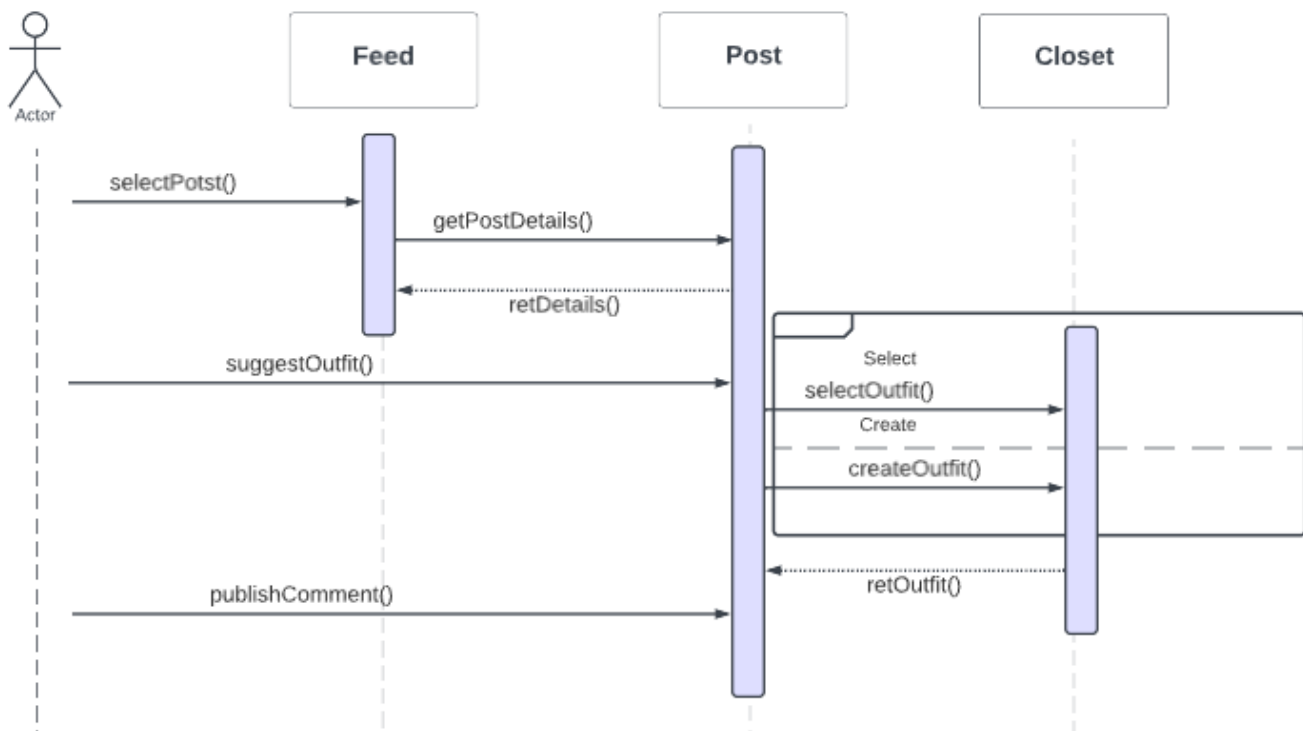 Feed
Post
Closet
Actor
selectPotst()
getPostDetails()
retDetails()
Select
suggestOutfit()
selectOutfit()
Create
createOutfit()
retOutfit()
publishComment()